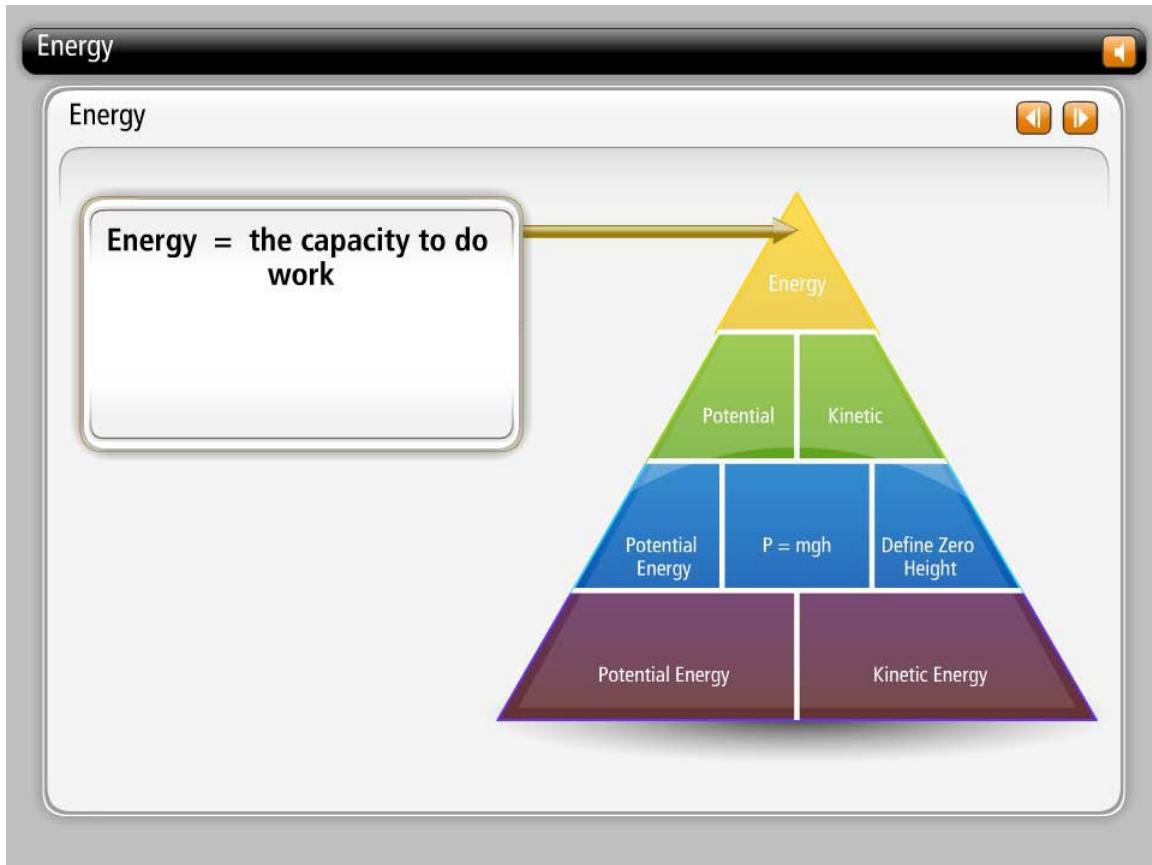 Energy
Energy
Energy = the capacity to do
work
Energy
Potential
Kinetic
Potential
Energy
P = mgh
Define Zero
Height
Potential Energy
Kinetic Energy